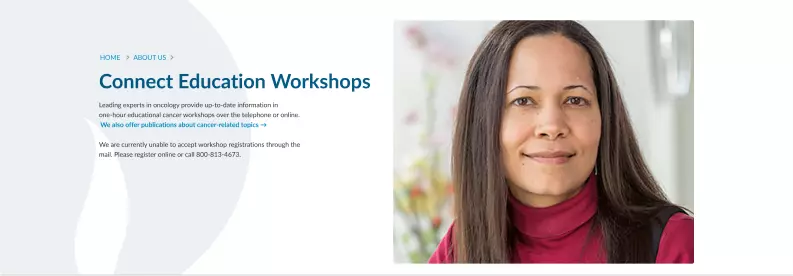 HOME > ABOUT US >
Connect Education Workshops
Leading experts in oncology provide up-to-date information in
one-hour educational cancer workshops over the telephone or online.
We also offer publications about cancer-related topics →
We are currently unable to accept workshop registrations through the
mail. Please register online or call 800-813-4673.